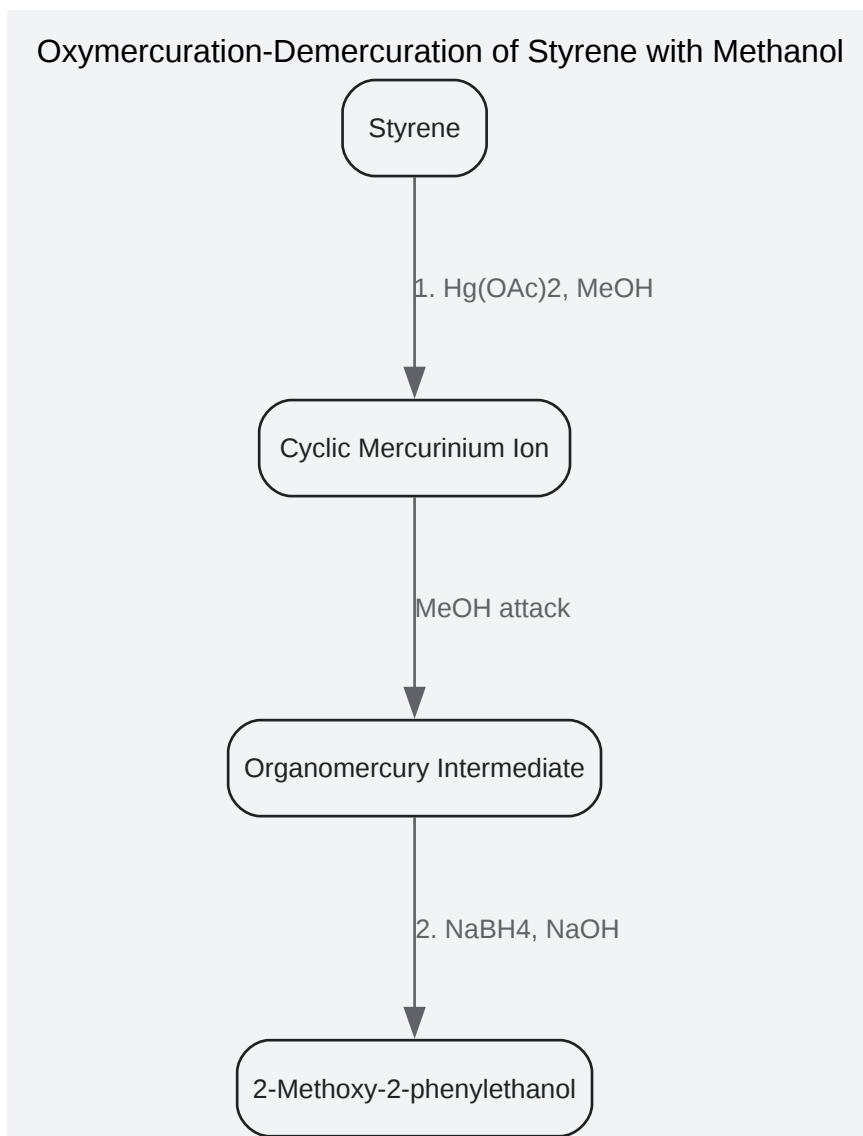 Oxymercuration-Demercuration of Styrene with Methanol
Styrene
1. Hg(OAc)2, MeOH
Cyclic Mercurinium Ion
MeOH attack
Organomercury Intermediate
2. NaBH4, NaOH
2-Methoxy-2-phenylethanol